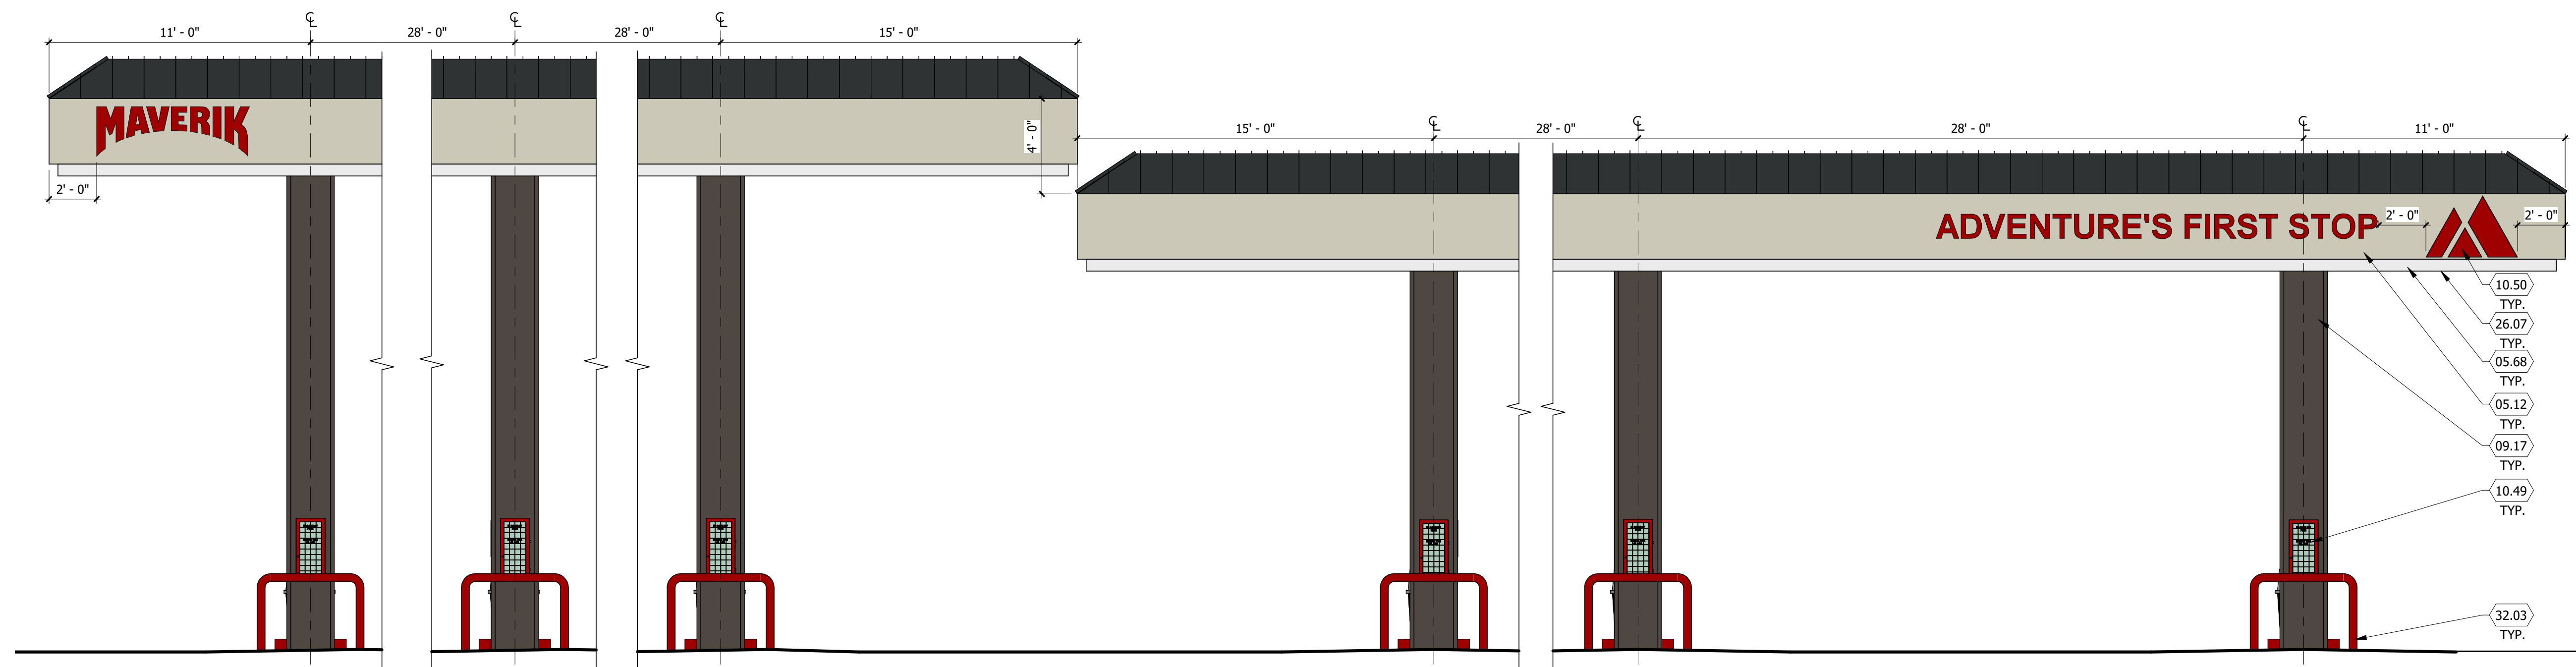 ℄ ℄ ℄
11' - 0" 28' - 0" 28' - 0" 15' - 0"
MAVERIK
4' - 0"
2' - 0"
℄ ℄ ℄
15' - 0" 28' - 0" 28' - 0" 11' - 0"
ADVENTURE'S FIRST STOP 2' - 0" 2' - 0"
10.50
TYP.
26.07
TYP.
05.68
TYP.
05.12
TYP.
09.17
TYP.
10.49
TYP.
32.03
TYP.